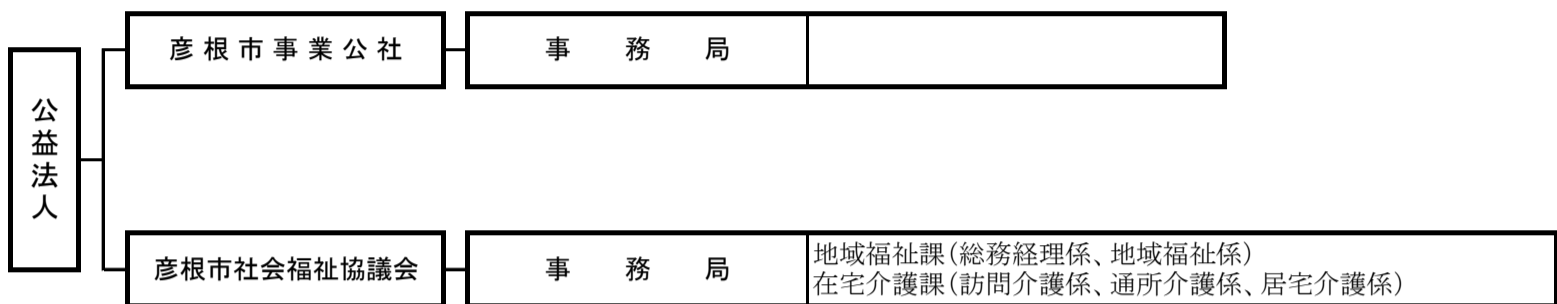 公益法人
彦根市事業公社
事務局
彦根市社会福祉協議会
事務局
地域福祉課（総務経理係、地域福祉係）
在宅介護課（訪問介護係、通所介護係、居宅介護係）